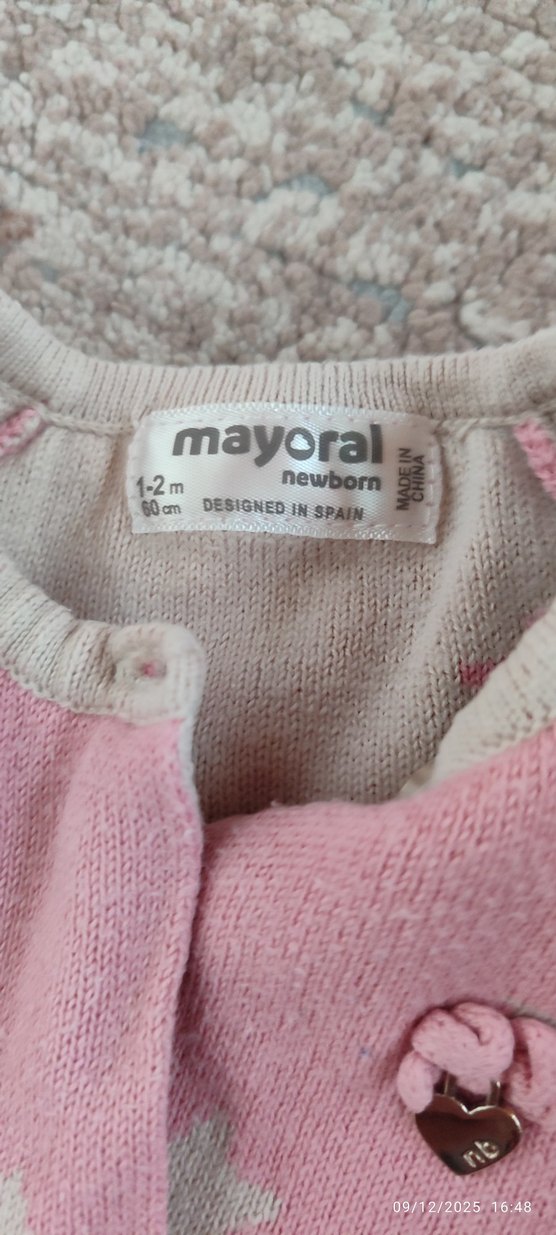 mayoral
newborn
1-2 m
60 cm
DESIGNED IN SPAIN
MADE IN
CHINA
nb
09/12/2025 16:48